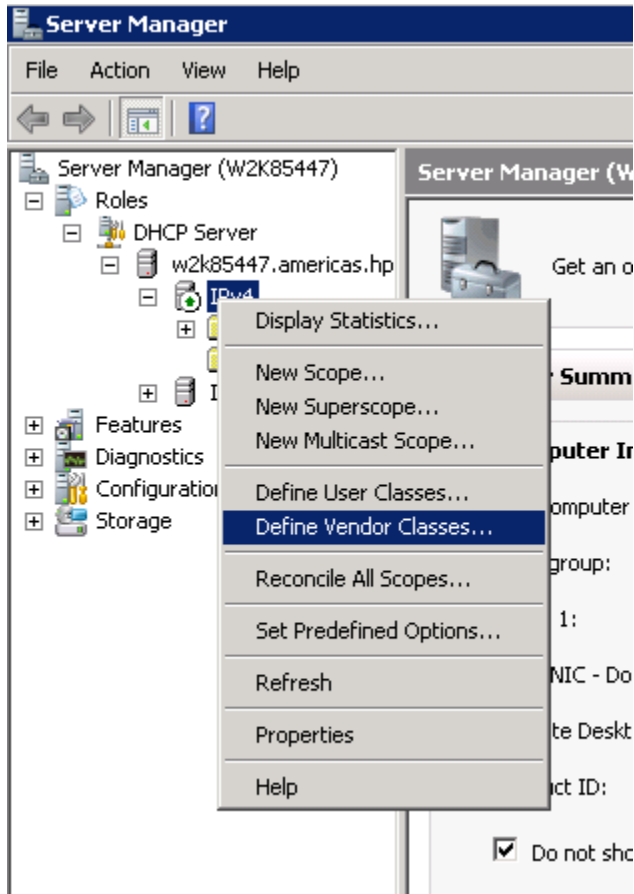 Server Manager
File Action View Help
Server Manager (W2K85447)
Server Manager (W
Roles
DHCP Server
w2k85447.americas.hp
Get an o
IPv4
Display Statistics...
New Scope...
Summ
New Superscope...
Features
New Multicast Scope...
puter In
Diagnostics
Configuration
Define User Classes...
omputer
Storage
Define Vendor Classes...
group:
Reconcile All Scopes...
1:
Set Predefined Options...
NIC - Do
Refresh
te Deskt
Properties
ct ID:
Help
Do not sho